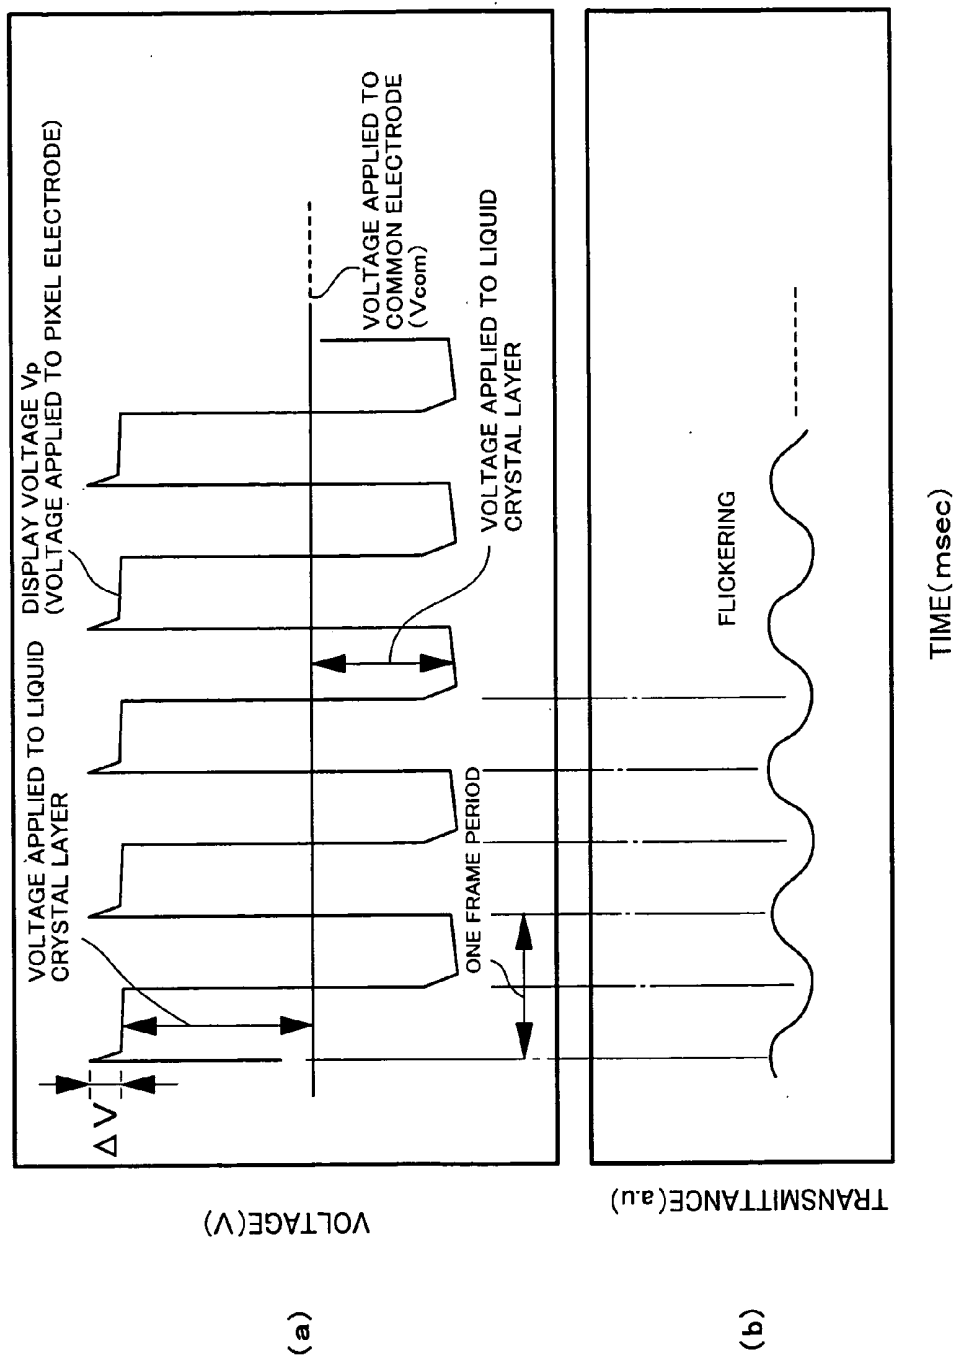 (a)
VOLTAGE(V)
ΔV
VOLTAGE APPLIED TO LIQUID
CRYSTAL LAYER
DISPLAY VOLTAGE Vp
(VOLTAGE APPLIED TO PIXEL ELECTRODE)
VOLTAGE APPLIED TO
COMMON ELECTRODE
(Vcom)
VOLTAGE APPLIED TO LIQUID
CRYSTAL LAYER
ONE FRAME PERIOD
(b)
TRANSMITTANCE(a.u)
FLICKERING
TIME(msec)